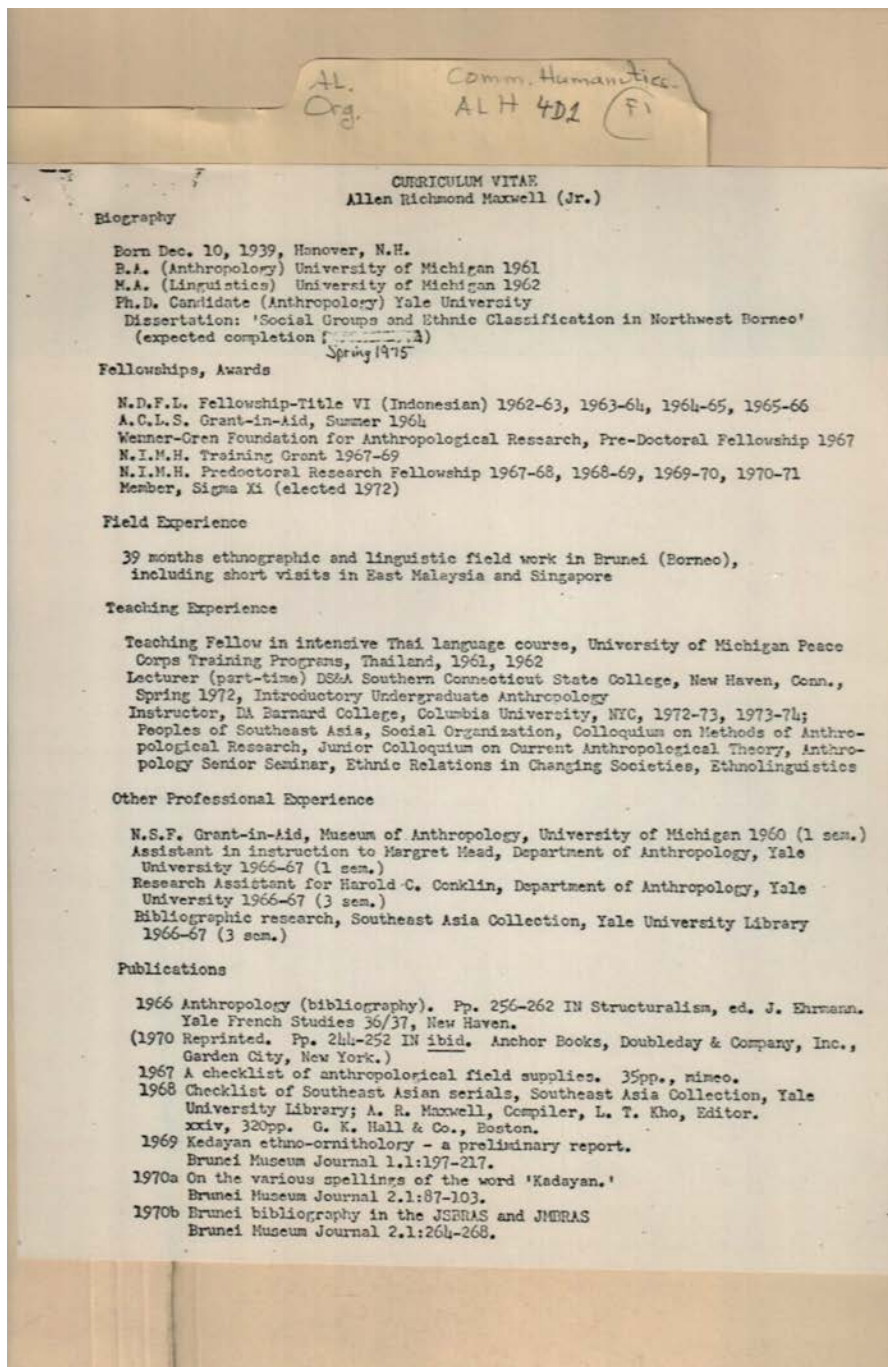 AL. Comm. Humanities.
Org. ALH 4D1 F1
CURRICULUM VITAE
Allen Richmond Maxwell (Jr.)
Biography
Born Dec. 10, 1939, Hanover, N.H.
B.A. (Anthropology) University of Michigan 1961
M.A. (Linguistics) University of Michigan 1962
Ph.D. Candidate (Anthropology) Yale University
Dissertation: 'Social Groups and Ethnic Classification in Northwest Borneo'
(expected completion )
Spring 1975
Fellowships, Awards
N.D.F.L. Fellowship-Title VI (Indonesian) 1962-63, 1963-64, 1964-65, 1965-66
A.C.L.S. Grant-in-Aid, Summer 1964
Wenner-Gren Foundation for Anthropological Research, Pre-Doctoral Fellowship 1967
N.I.M.H. Training Grant 1967-69
N.I.M.H. Predoctoral Research Fellowship 1967-68, 1968-69, 1969-70, 1970-71
Member, Sigma Xi (elected 1972)
Field Experience
39 months ethnographic and linguistic field work in Brunei (Borneo),
including short visits in East Malaysia and Singapore
Teaching Experience
Teaching Fellow in intensive Thai language course, University of Michigan Peace
Corps Training Programs, Thailand, 1961, 1962
Lecturer (part-time) DS&A Southern Connecticut State College, New Haven, Conn.,
Spring 1972, Introductory Undergraduate Anthropology
Instructor, DA Barnard College, Columbia University, NYC, 1972-73, 1973-74;
Peoples of Southeast Asia, Social Organization, Colloquium on Methods of Anthro-
pological Research, Junior Colloquium on Current Anthropological Theory, Anthro-
pology Senior Seminar, Ethnic Relations in Changing Societies, Ethnolinguistics
Other Professional Experience
N.S.F. Grant-in-Aid, Museum of Anthropology, University of Michigan 1960 (1 sem.)
Assistant in instruction to Margret Mead, Department of Anthropology, Yale
University 1966-67 (1 sem.)
Research Assistant for Harold C. Conklin, Department of Anthropology, Yale
University 1966-67 (3 sem.)
Bibliographic research, Southeast Asia Collection, Yale University Library
1966-67 (3 sem.)
Publications
1966 Anthropology (bibliography). Pp. 256-262 IN Structuralism, ed. J. Ehrmann.
Yale French Studies 36/37, New Haven.
(1970 Reprinted. Pp. 244-252 IN ibid. Anchor Books, Doubleday & Company, Inc.,
Garden City, New York.)
1967 A checklist of anthropological field supplies. 35pp., mimeo.
1968 Checklist of Southeast Asian serials, Southeast Asia Collection, Yale
University Library; A. R. Maxwell, Compiler, L. T. Kho, Editor.
xxiv, 320pp. G. K. Hall & Co., Boston.
1969 Kedayan ethno-ornithology - a preliminary report.
Brunei Museum Journal 1.1:197-217.
1970a On the various spellings of the word 'Kadayan.'
Brunei Museum Journal 2.1:87-103.
1970b Brunei bibliography in the JSBRAS and JMBRAS
Brunei Museum Journal 2.1:264-268.